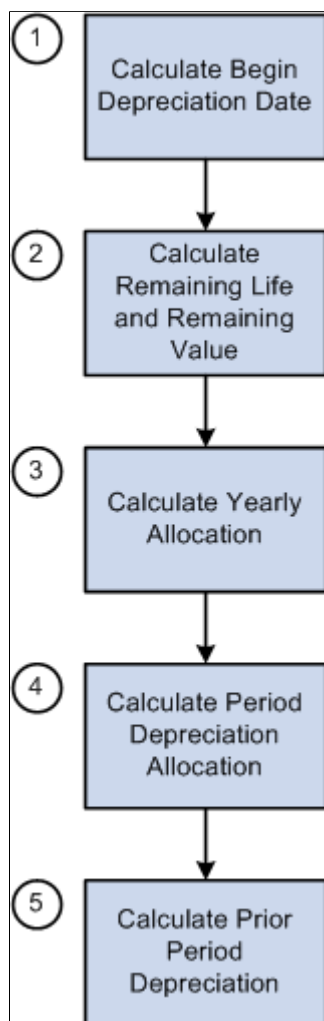 1
Calculate Begin
Depreciation Date
2
Calculate
Remaining Life
and Remaining
Value
3
Calculate Yearly
Allocation
4
Calculate Period
Depreciation
Allocation
5
Calculate Prior
Period
Depreciation